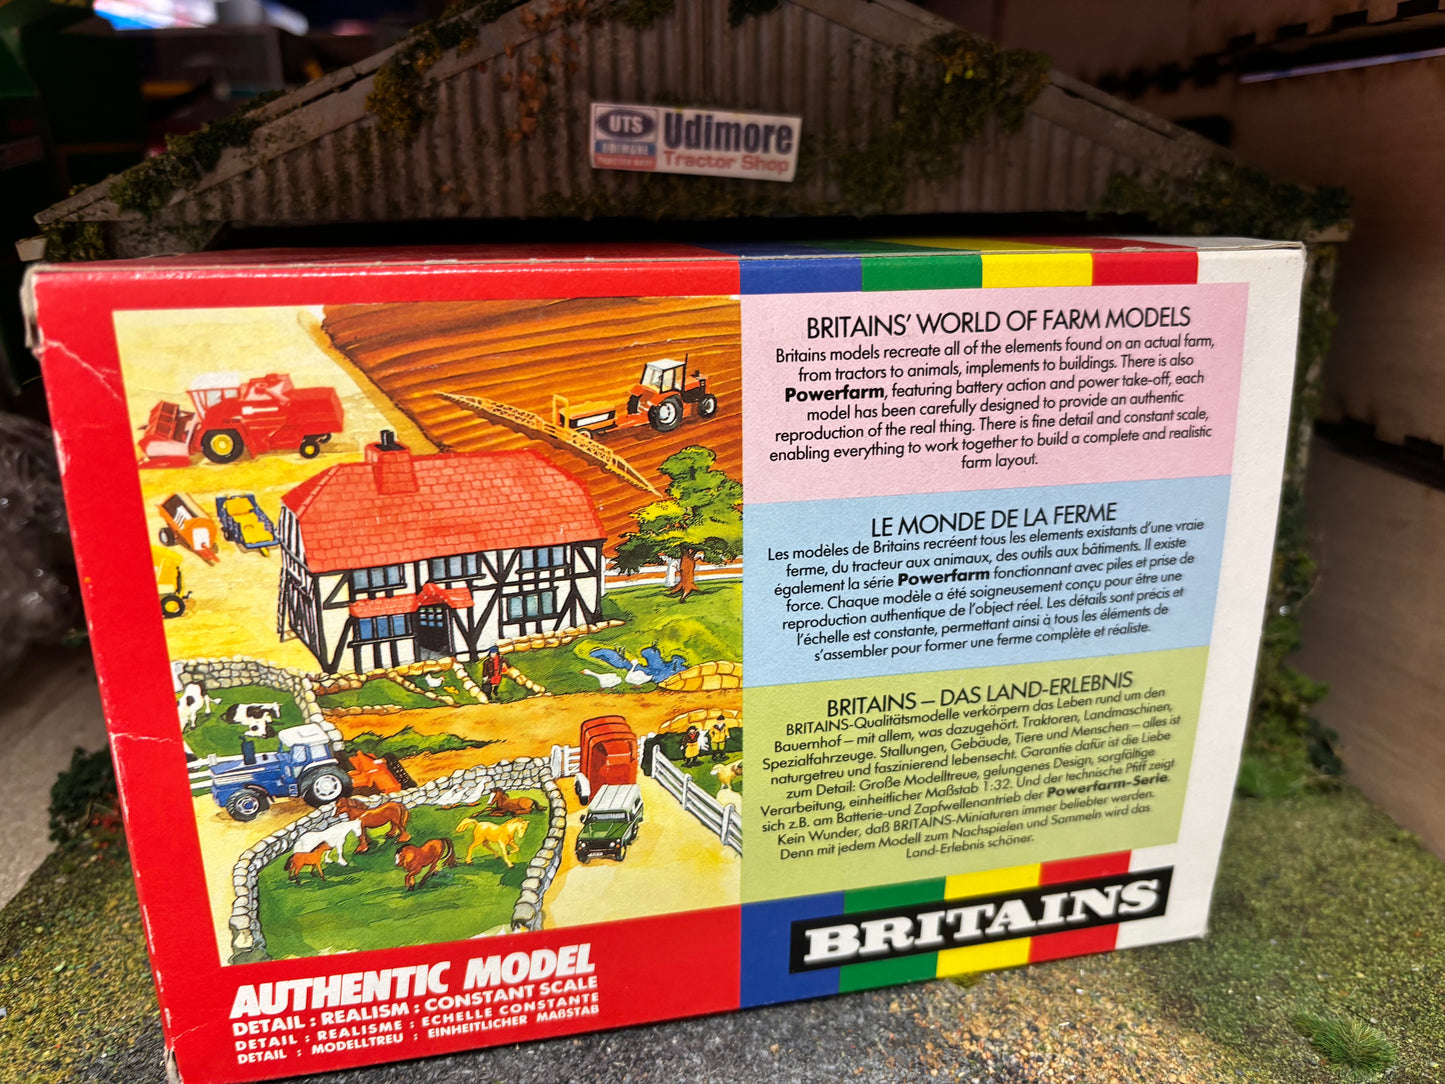 UTS
UDIMORE
TRACTOR SHOP
Udimore
Tractor Shop
BRITAINS' WORLD OF FARM MODELS
Britains models recreate all of the elements found on an actual farm,
from tractors to animals, implements to buildings. There is also
Powerfarm, featuring battery action and power take-off, each
model has been carefully designed to provide an authentic
reproduction of the real thing. There is fine detail and constant scale,
enabling everything to work together to build a complete and realistic
farm layout.
LE MONDE DE LA FERME
Les modèles de Britains recréent tous les elements existants d'une vraie
ferme, du tracteur aux animaux, des outils aux bâtiments. Il existe
également la série Powerfarm fonctionnant avec piles et prise de
force. Chaque modèle a été soigneusement conçu pour être une
reproduction authentique de l'object réel. Les détails sont précis et
l'échelle est constante, permettant ainsi à tous les éléments de
s'assembler pour former une ferme complète et réaliste.
BRITAINS – DAS LAND-ERLEBNIS
BRITAINS-Qualitätsmodelle verkörpern das Leben rund um den
Bauernhof – mit allem, was dazugehört. Traktoren, Landmaschinen,
Spezialfahrzeuge. Stallungen, Gebäude, Tiere und Menschen – alles ist
naturgetreu und faszinierend lebensecht. Garantie dafür ist die Liebe
zum Detail: Große Modelltreue, gelungenes Design, sorgfältige
Verarbeitung, einheitlicher Maßstab 1:32. Und der technische Pfiff zeigt
sich z.B. am Batterie-und Zapfwellenantrieb der Powerfarm-Serie.
Kein Wunder, daß BRITAINS-Miniaturen immer beliebter werden.
Denn mit jedem Modell zum Nachspielen und Sammeln wird das
Land-Erlebnis schöner.
BRITAINS
AUTHENTIC MODEL
DETAIL : REALISM : CONSTANT SCALE
DETAIL : REALISME : ECHELLE CONSTANTE
DETAIL : MODELLTREU : EINHEITLICHER MAßSTAB